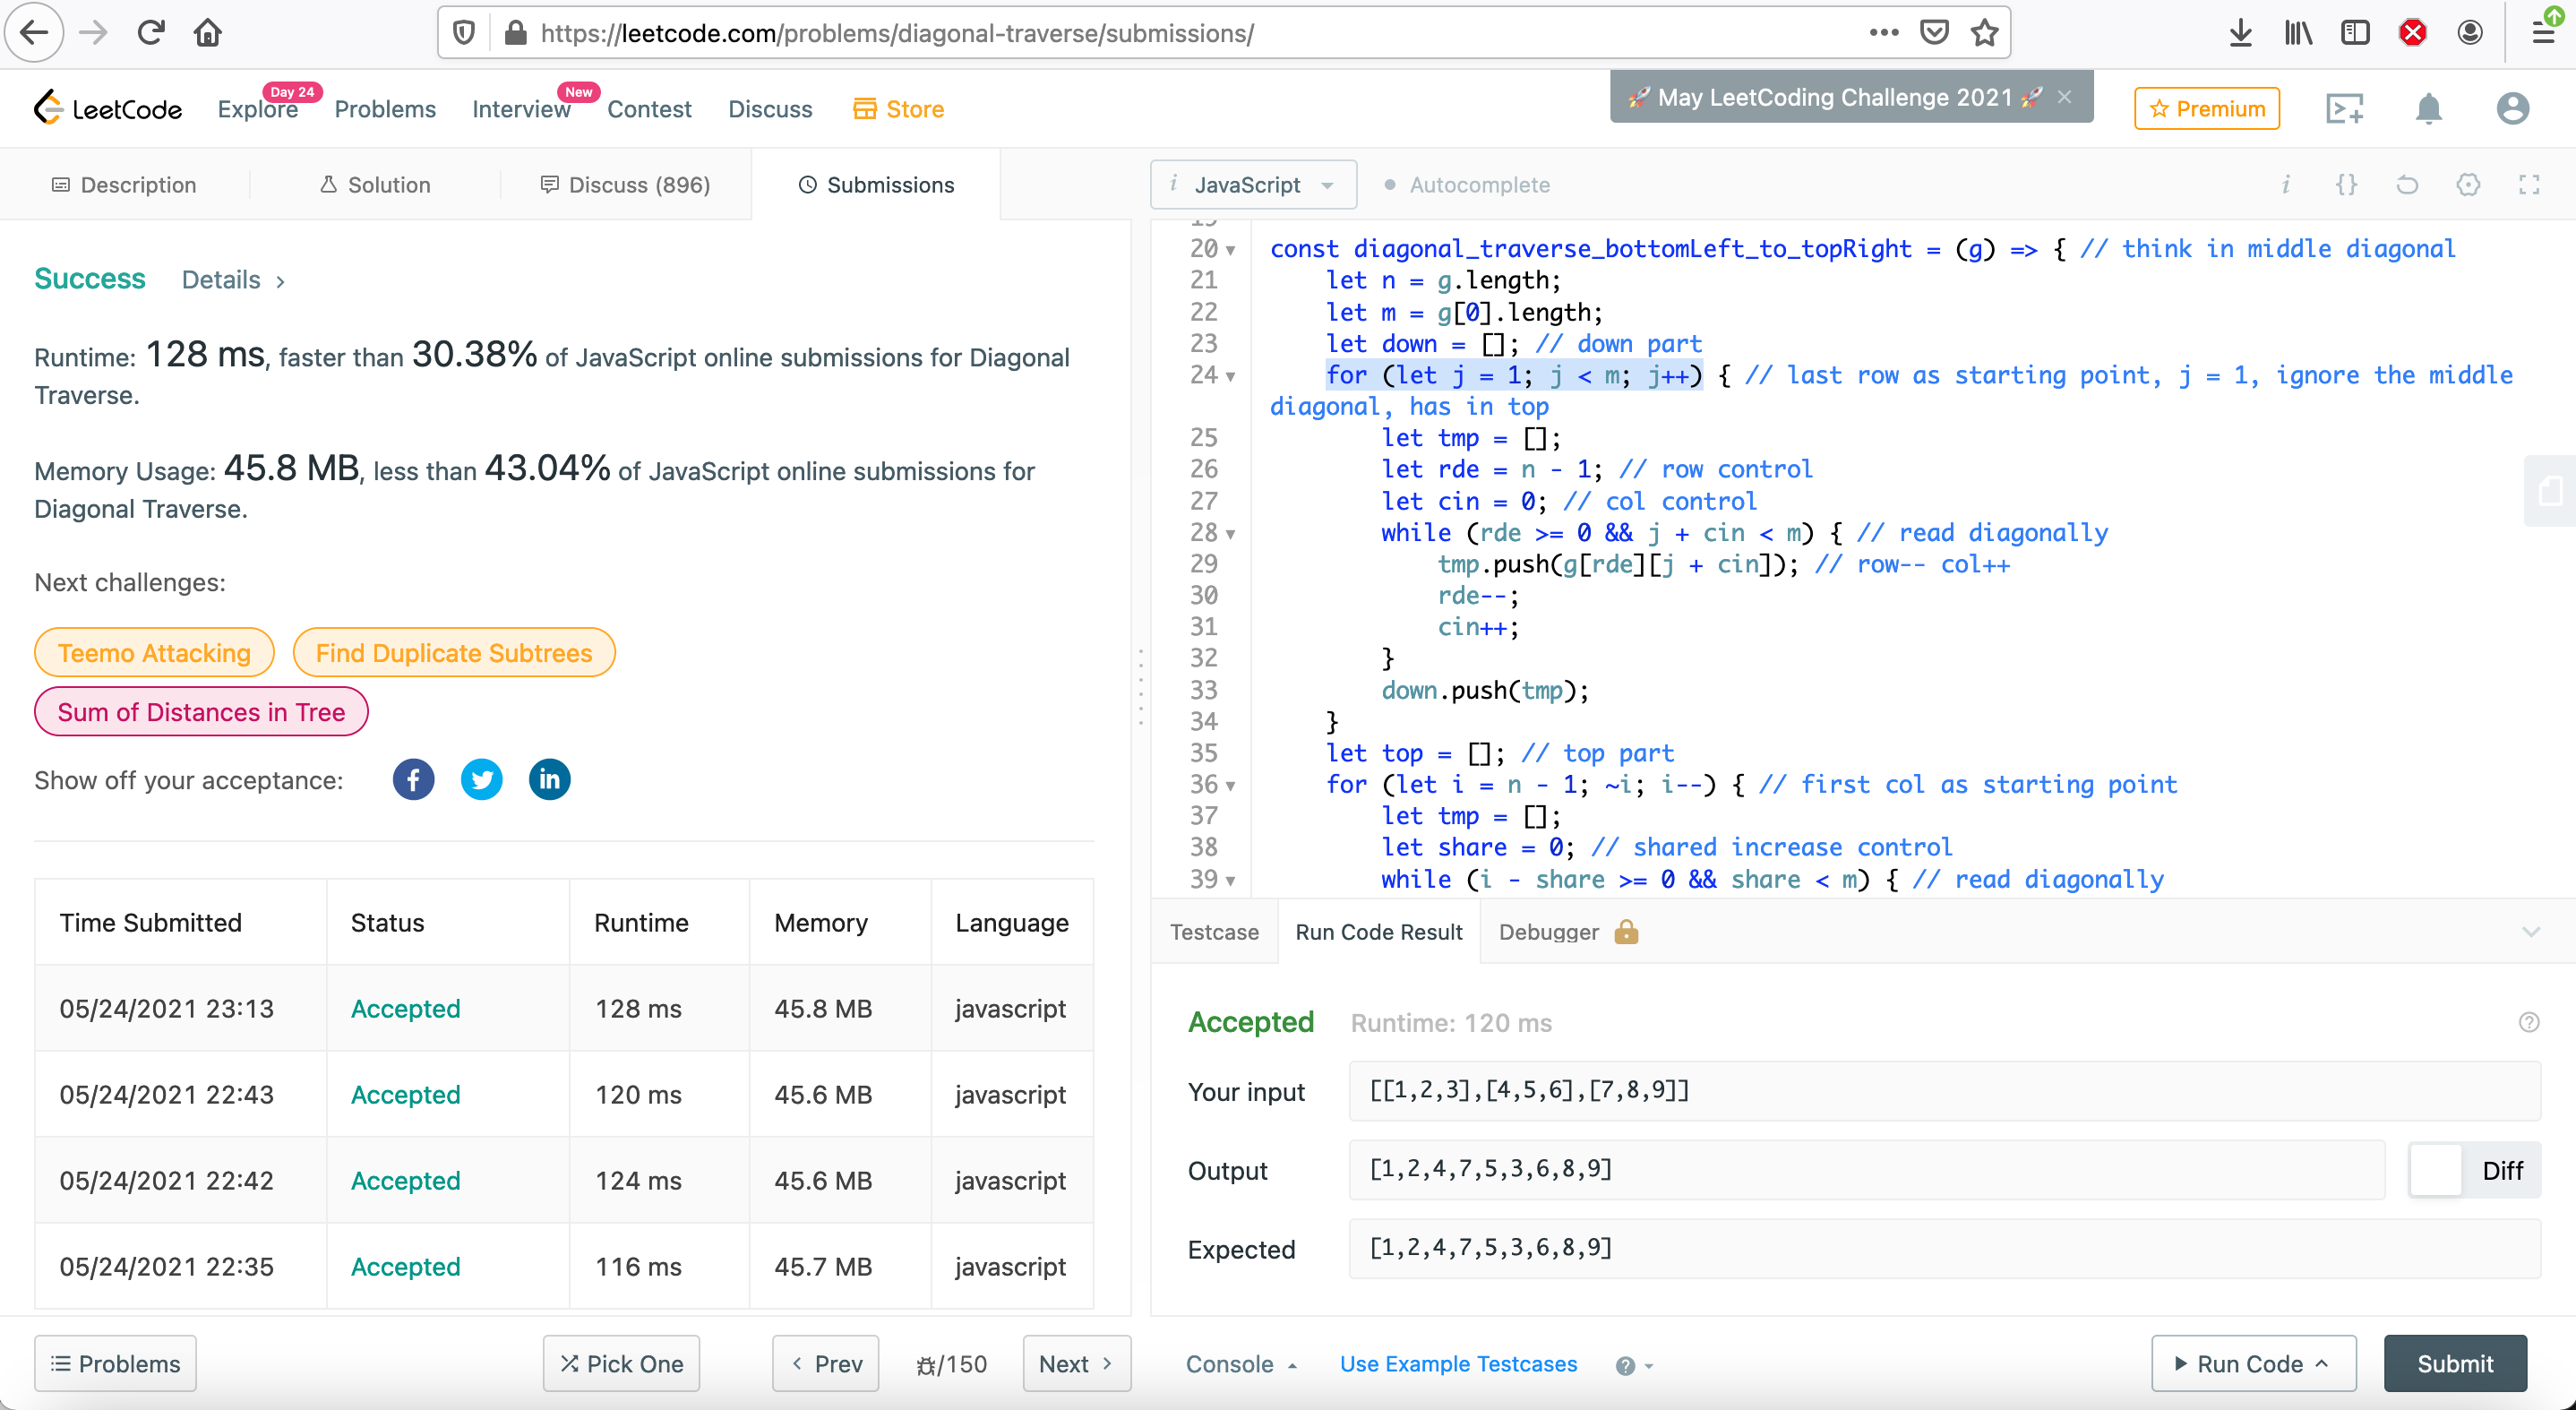 https://leetcode.com/problems/diagonal-traverse/submissions/
LeetCode
Explore
Day 24
Problems
Interview
New
Contest
Discuss
Store
🚀 May LeetCoding Challenge 2021 🚀 ×
Premium
Description
Solution
Discuss (896)
Submissions
Success Details >
Runtime: 128 ms, faster than 30.38% of JavaScript online submissions for Diagonal
Traverse.
Memory Usage: 45.8 MB, less than 43.04% of JavaScript online submissions for
Diagonal Traverse.
Next challenges:
Teemo Attacking
Find Duplicate Subtrees
Sum of Distances in Tree
Show off your acceptance:
Time Submitted Status Runtime Memory Language
05/24/2021 23:13 Accepted 128 ms 45.8 MB javascript
05/24/2021 22:43 Accepted 120 ms 45.6 MB javascript
05/24/2021 22:42 Accepted 124 ms 45.6 MB javascript
05/24/2021 22:35 Accepted 116 ms 45.7 MB javascript
Problems
Pick One
< Prev
/150
Next >
i JavaScript
Autocomplete
i {}
19
20 const diagonal_traverse_bottomLeft_to_topRight = (g) => { // think in middle diagonal
21 let n = g.length;
22 let m = g[0].length;
23 let down = []; // down part
24 for (let j = 1; j < m; j++) { // last row as starting point, j = 1, ignore the middle
diagonal, has in top
25 let tmp = [];
26 let rde = n - 1; // row control
27 let cin = 0; // col control
28 while (rde >= 0 && j + cin < m) { // read diagonally
29 tmp.push(g[rde][j + cin]); // row-- col++
30 rde--;
31 cin++;
32 }
33 down.push(tmp);
34 }
35 let top = []; // top part
36 for (let i = n - 1; ~i; i--) { // first col as starting point
37 let tmp = [];
38 let share = 0; // shared increase control
39 while (i - share >= 0 && share < m) { // read diagonally
Testcase
Run Code Result
Debugger
Accepted Runtime: 120 ms
Your input [[1,2,3],[4,5,6],[7,8,9]]
Output [1,2,4,7,5,3,6,8,9] Diff
Expected [1,2,4,7,5,3,6,8,9]
Console
Use Example Testcases
Run Code
Submit